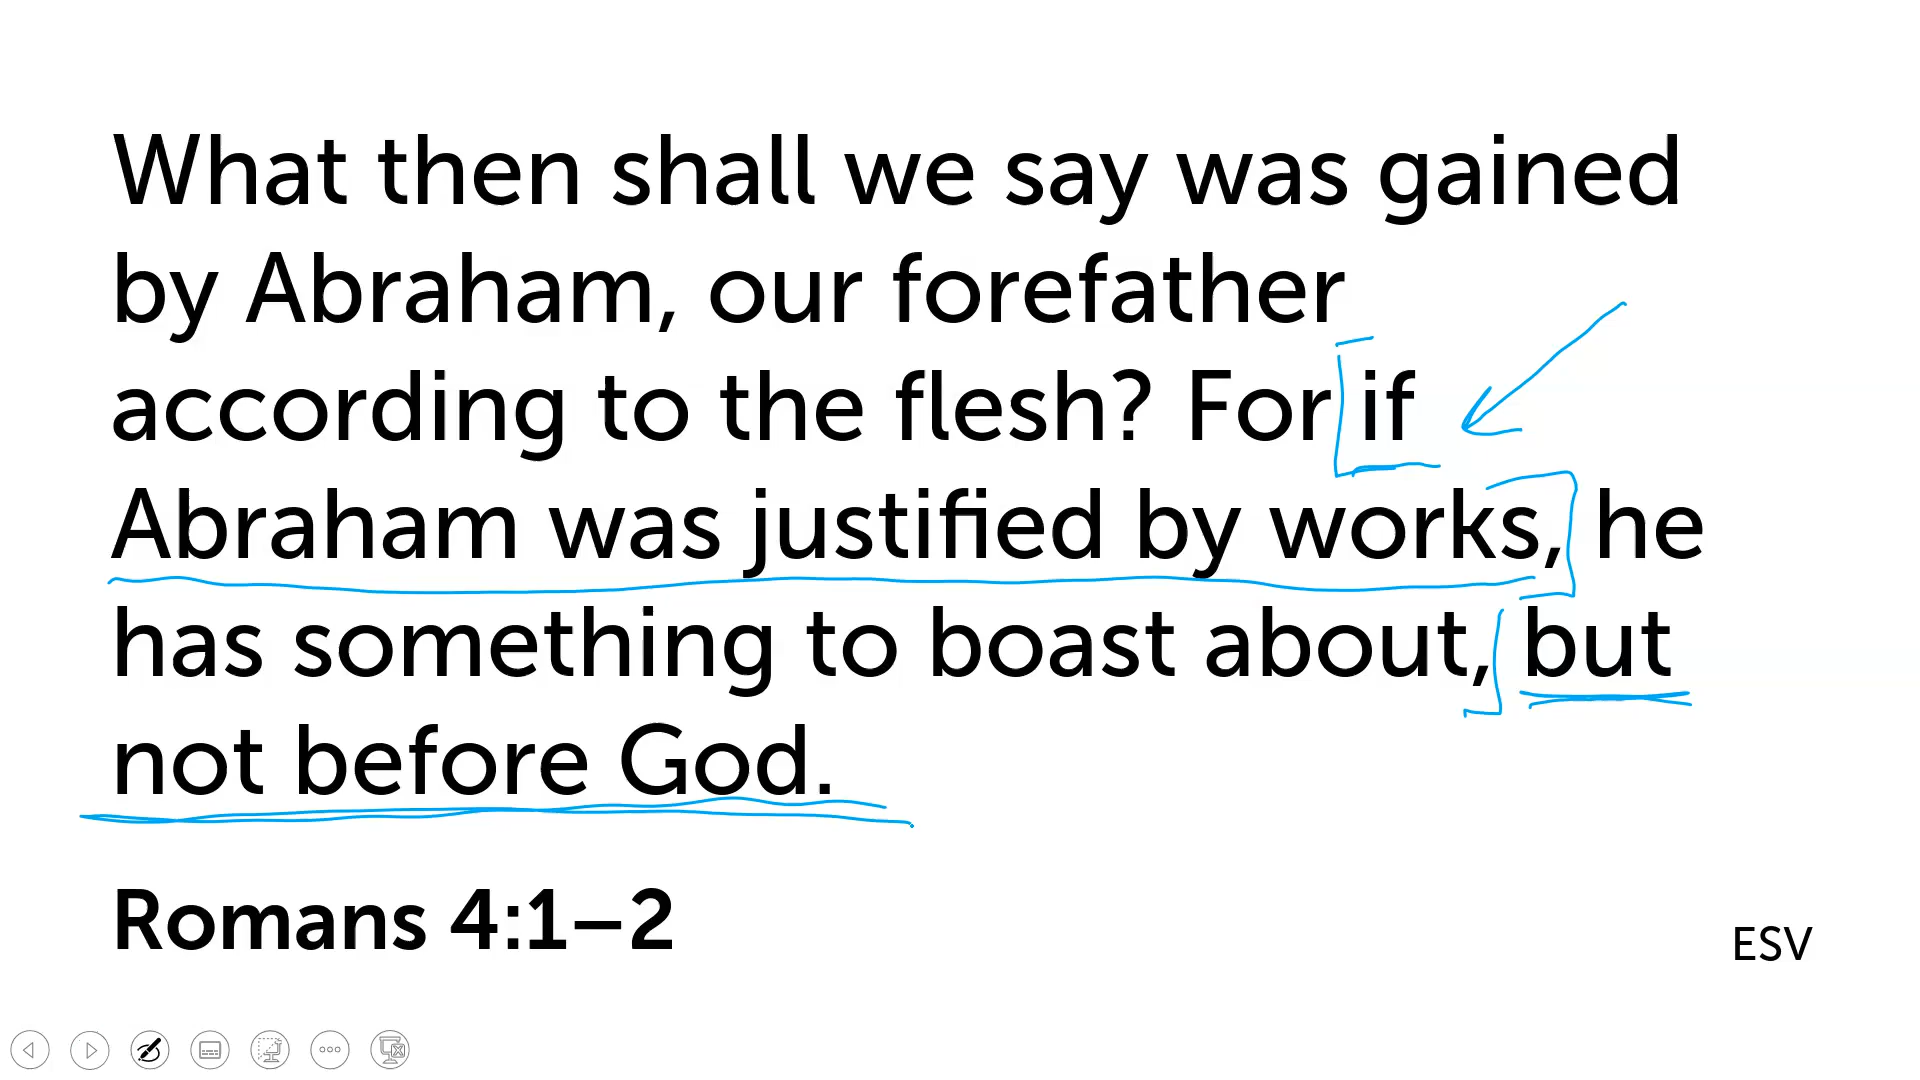 What then shall we say was gained
by Abraham, our forefather
according to the flesh? For if
Abraham was justified by works, he
has something to boast about, but
not before God.
Romans 4:1–2
ESV